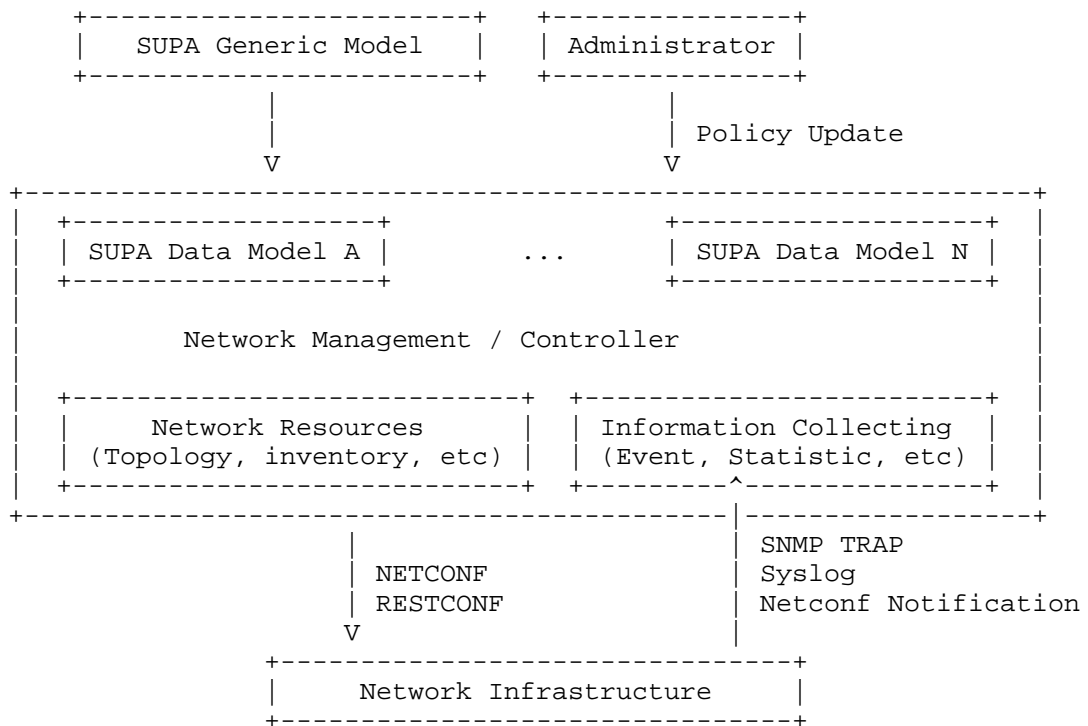 SUPA Generic Model Administrator
Policy Update
SUPA Data Model A ... SUPA Data Model N
Network Management / Controller
Network Resources Information Collecting
(Topology, inventory, etc) (Event, Statistic, etc)
SNMP TRAP
NETCONF Syslog
RESTCONF Netconf Notification
Network Infrastructure